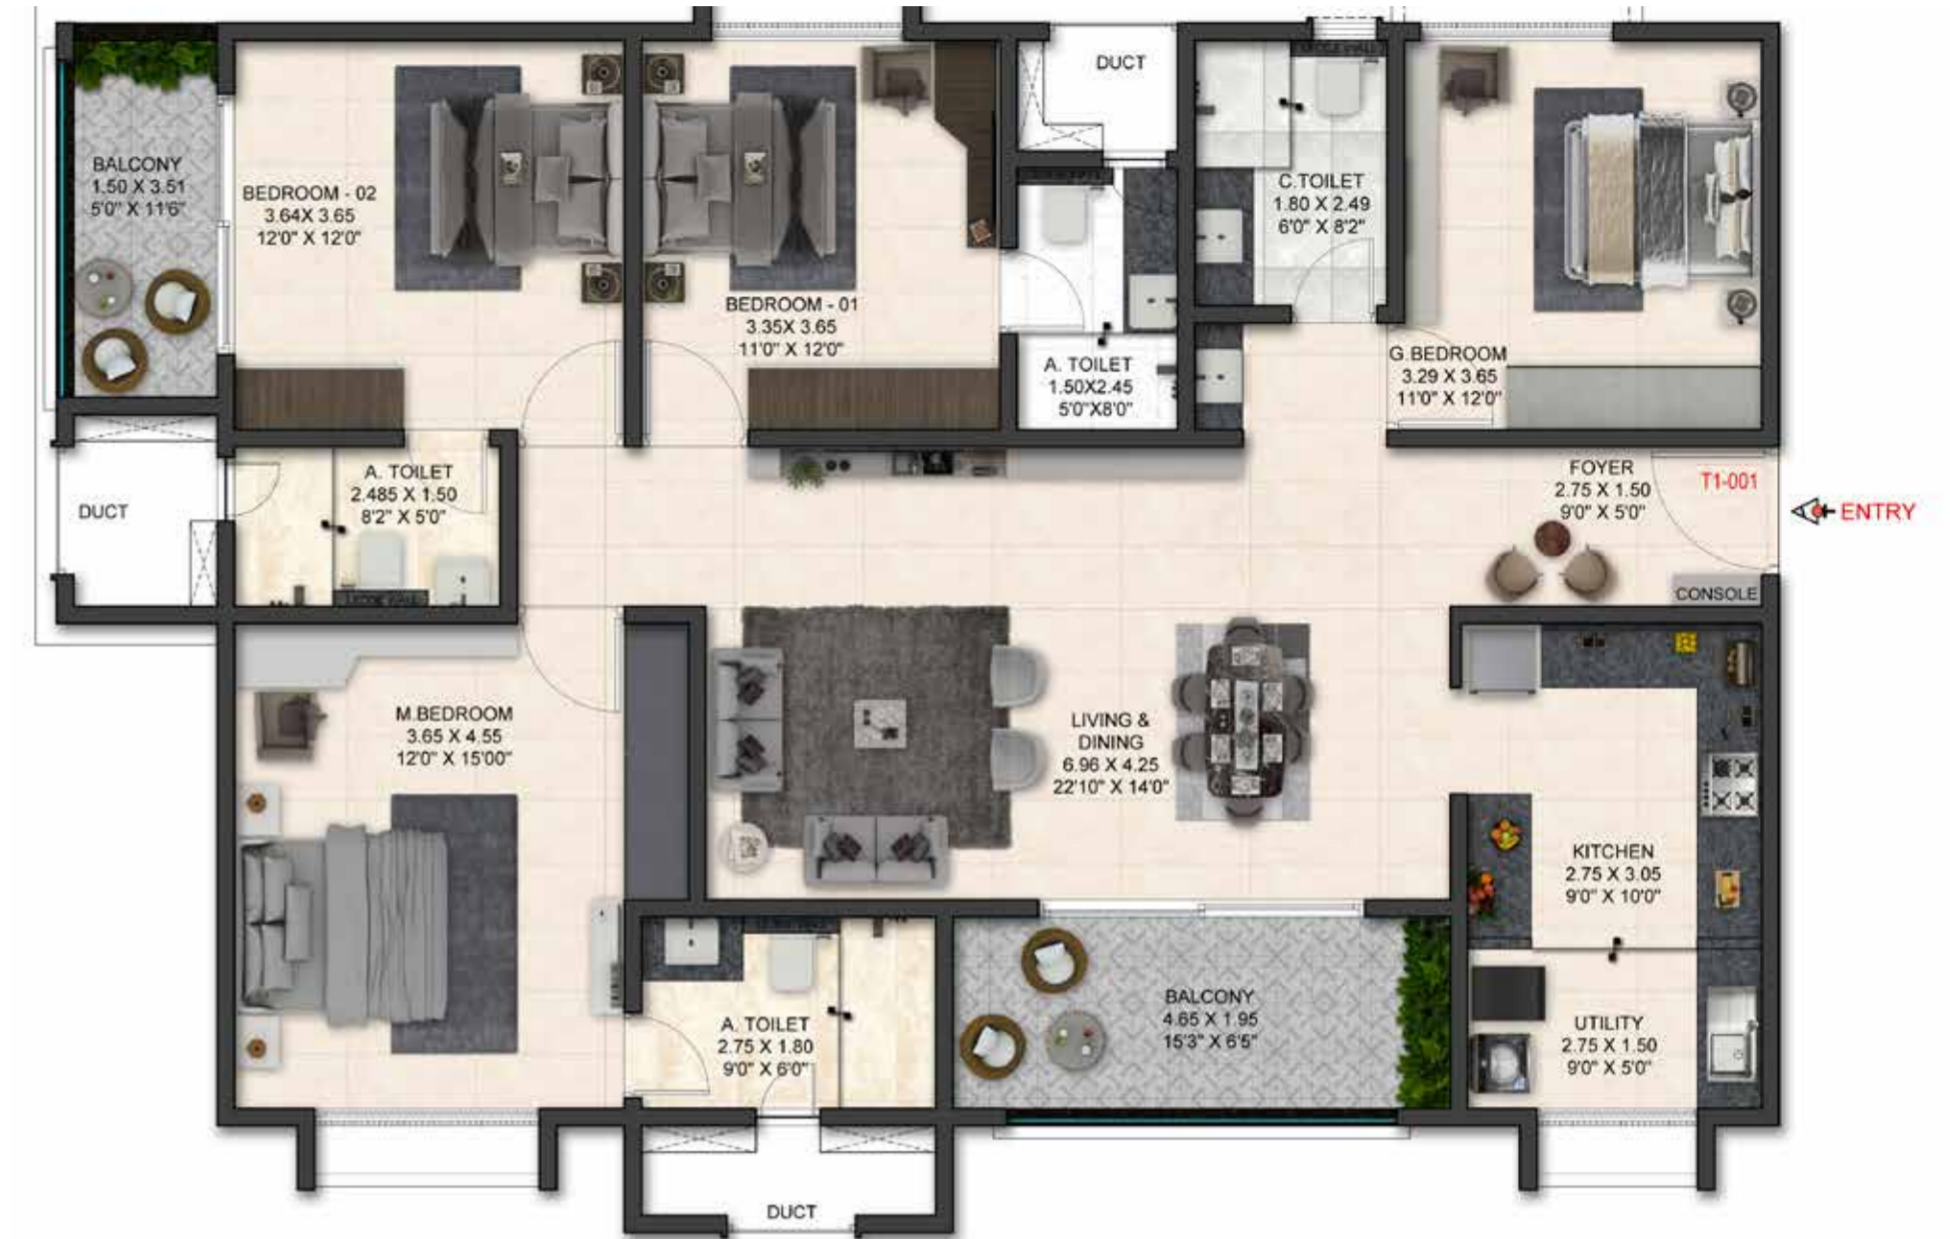 DUCT
BALCONY
1.50 X 3.51
5'0" X 11'6"
BEDROOM - 02
3.64X 3.65
12'0" X 12'0"
BEDROOM - 01
3.35X 3.65
11'0" X 12'0"
C.TOILET
1.80 X 2.49
6'0" X 8'2"
A. TOILET
1.50X2.45
5'0"X8'0"
G.BEDROOM
3.29 X 3.65
11'0" X 12'0"
DUCT
A. TOILET
2.485 X 1.50
8'2" X 5'0"
FOYER
2.75 X 1.50
9'0" X 5'0"
T1-001
ENTRY
CONSOLE
M.BEDROOM
3.65 X 4.55
12'0" X 15'00"
LIVING &
DINING
6.96 X 4.25
22'10" X 14'0"
KITCHEN
2.75 X 3.05
9'0" X 10'0"
A. TOILET
2.75 X 1.80
9'0" X 6'0"
BALCONY
4.65 X 1.95
15'3" X 6'5"
UTILITY
2.75 X 1.50
9'0" X 5'0"
DUCT